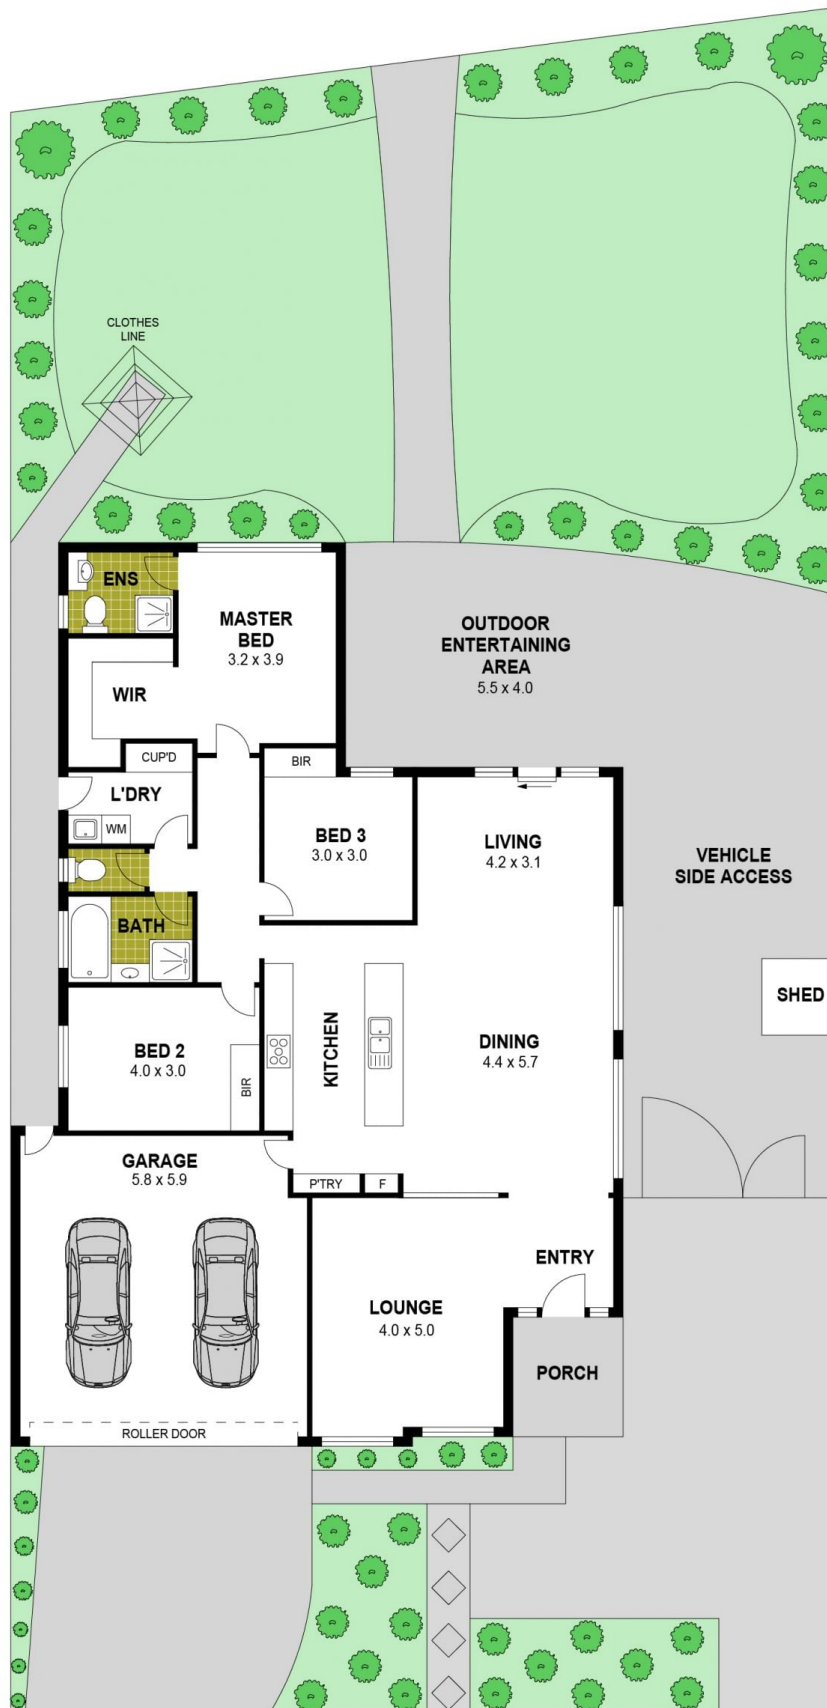 CLOTHES
LINE
ENS
MASTER
BED
3.2 x 3.9
OUTDOOR
ENTERTAINING
AREA
5.5 x 4.0
WIR
CUP'D
BIR
L'DRY
WM
BED 3
3.0 x 3.0
LIVING
4.2 x 3.1
VEHICLE
SIDE ACCESS
BATH
SHED
KITCHEN
DINING
4.4 x 5.7
BED 2
4.0 x 3.0
BIR
GARAGE
5.8 x 5.9
P'TRY
F
ENTRY
LOUNGE
4.0 x 5.0
PORCH
ROLLER DOOR